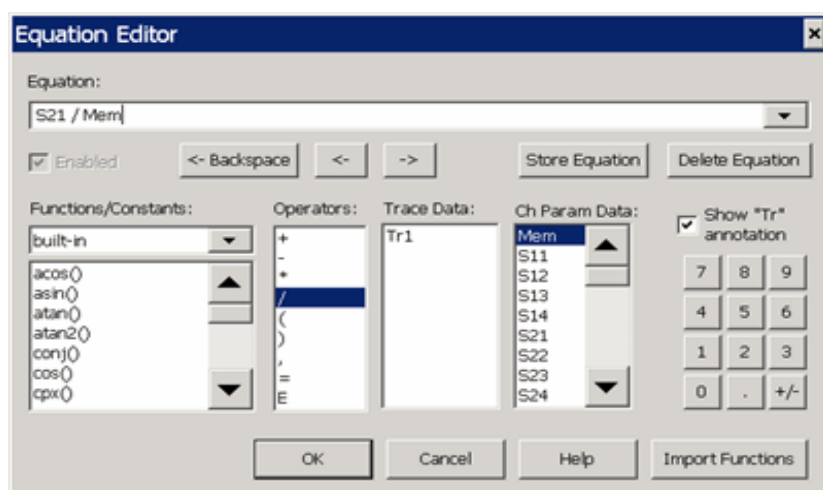 Equation Editor
Equation:
S21 / Mem
Enabled <- Backspace <- -> Store Equation Delete Equation
Functions/Constants: Operators: Trace Data: Ch Param Data: Show "Tr" annotation
built-in
acos()
asin()
atan()
atan2()
conj()
cos()
cpx()
+
-
*
/
(
)
,
=
E
Tr1
Mem
S11
S12
S13
S14
S21
S22
S23
S24
7 8 9
4 5 6
1 2 3
0 . +/-
OK Cancel Help Import Functions